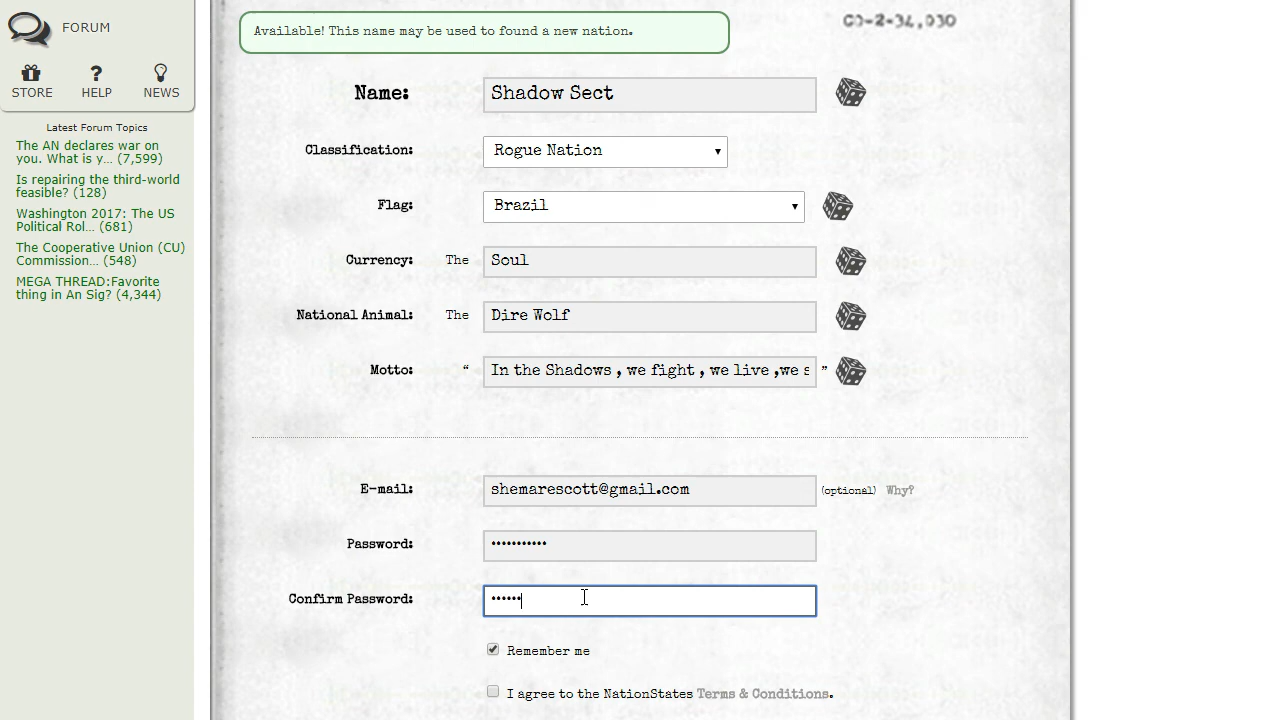 FORUM
STORE HELP NEWS
Latest Forum Topics
The AN declares war on
you. What is y... (7,599)
Is repairing the third-world
feasible? (128)
Washington 2017: The US
Political Rol... (681)
The Cooperative Union (CU)
Commission... (548)
MEGA THREAD:Favorite
thing in An Sig? (4,344)
Available! This name may be used to found a new nation.
Name: Shadow Sect
Classification: Rogue Nation
Flag: Brazil
Currency: The Soul
National Animal: The Dire Wolf
Motto: “ In the Shadows , we fight , we live ,we s ”
E-mail: shemarescott@gmail.com (optional) Why?
Password: •••••••••••
Confirm Password: ••••••
Remember me
I agree to the NationStates Terms & Conditions.